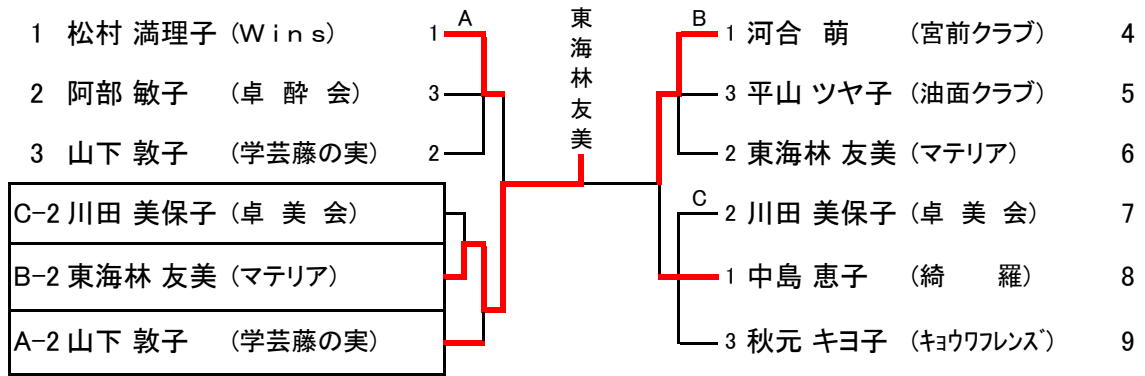 A
1 松村 満理子 (Ｗｉｎｓ) 1
2 阿部 敏子 (卓 酔 会) 3
3 山下 敦子 (学芸藤の実) 2
C-2 川田 美保子 (卓 美 会)
B-2 東海林 友美 (マテリア)
A-2 山下 敦子 (学芸藤の実)
東海林友美
B
1 河合 萌 (宮前クラブ) 4
3 平山 ツヤ子 (油面クラブ) 5
2 東海林 友美 (マテリア) 6
C
2 川田 美保子 (卓 美 会) 7
1 中島 恵子 (綺 羅) 8
3 秋元 キヨ子 (ｷｮｳﾜﾌﾚﾝｽﾞ) 9